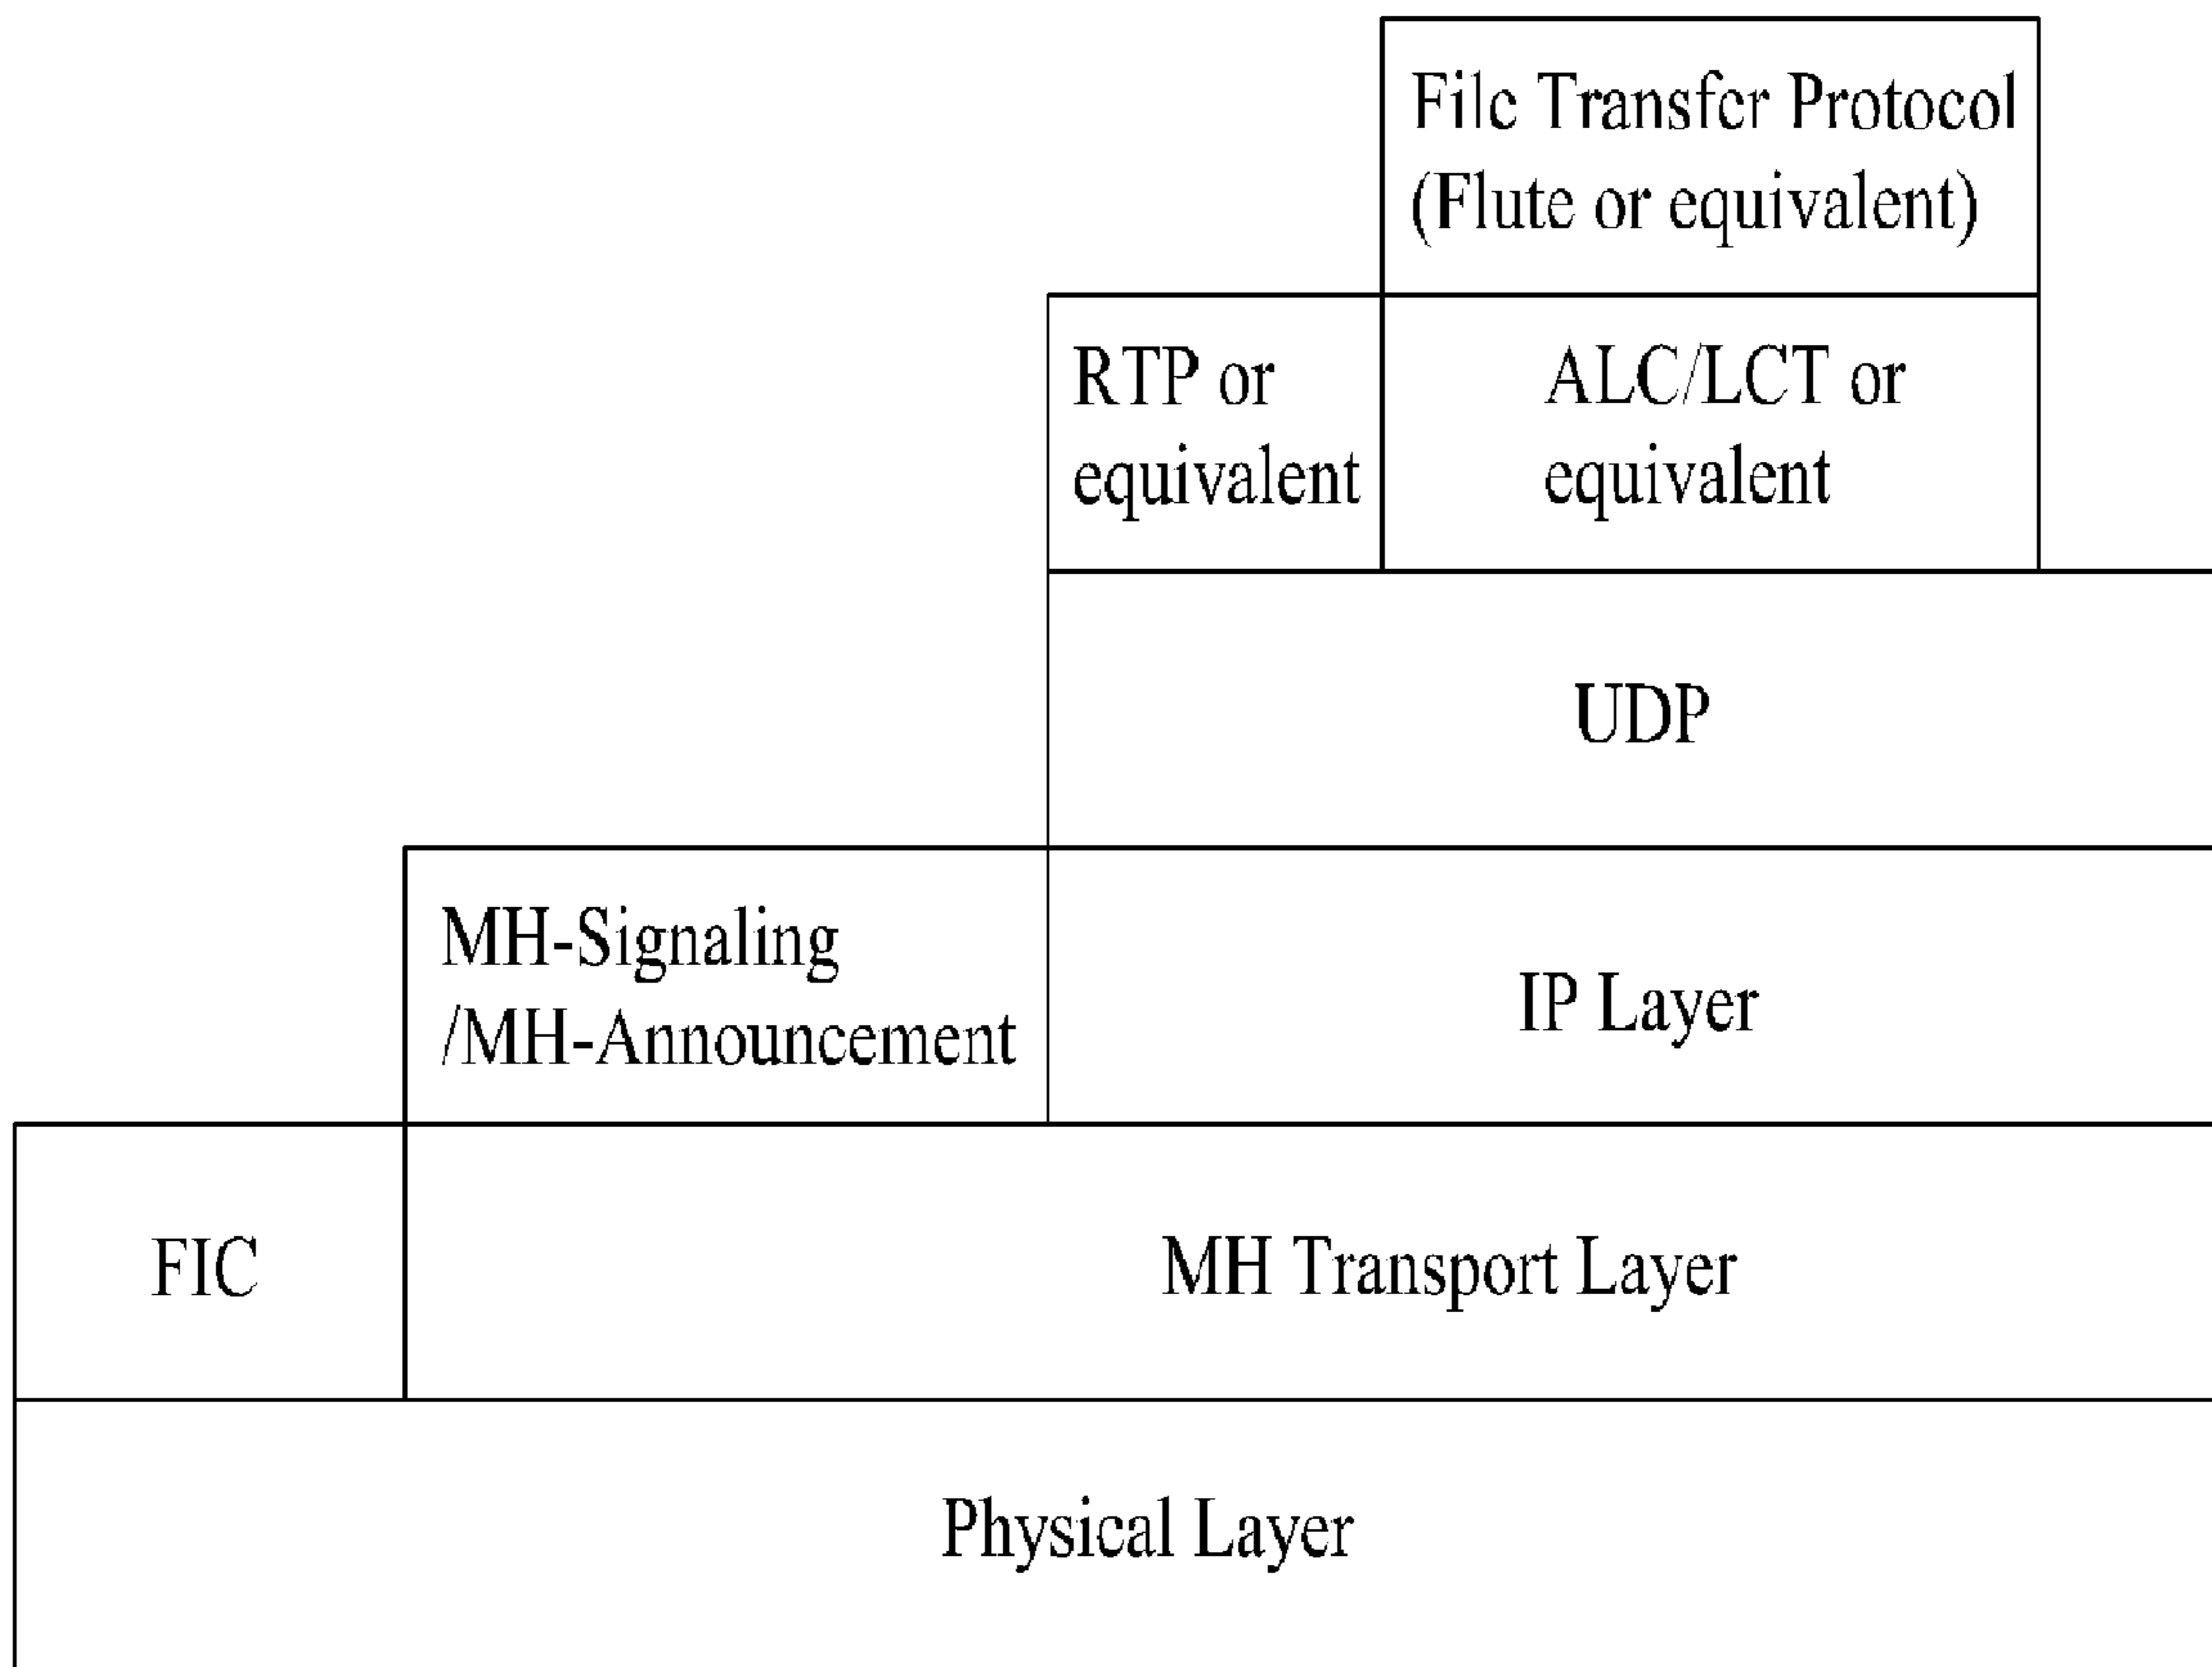 File Transfer Protocol
(Flute or equivalent)
RTP or
equivalent
ALC/LCT or
equivalent
UDP
MH-Signaling
/MH-Announcement
IP Layer
FIC
MH Transport Layer
Physical Layer